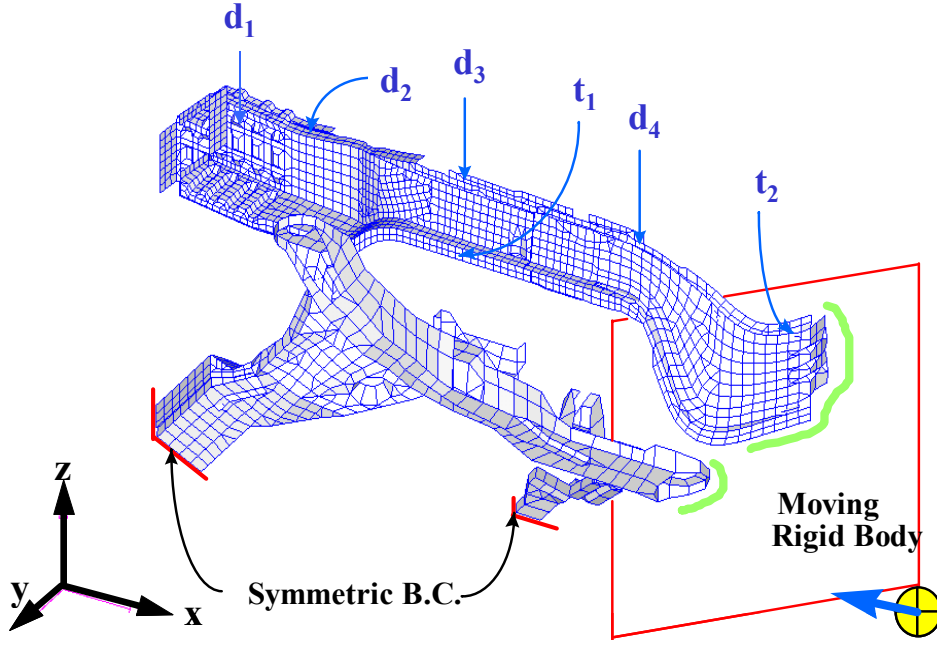 d₁
d₂
d₃
t₁
d₄
t₂
Moving
Rigid Body
z
y
x
Symmetric B.C.